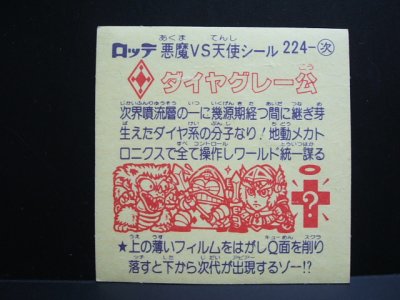 ロッテ 悪魔VS天使シール 224-次
ダイヤグレー公
次界噴流層の一に幾源期経つ間に継ぎ芽
生えたダイヤ系の分子なり!地動メカト
ロニクスで全て操作しワールド統一謀る
?
★上の薄いフィルムをはがしQ面を削り
落すと下から次代が出現するゾー!?